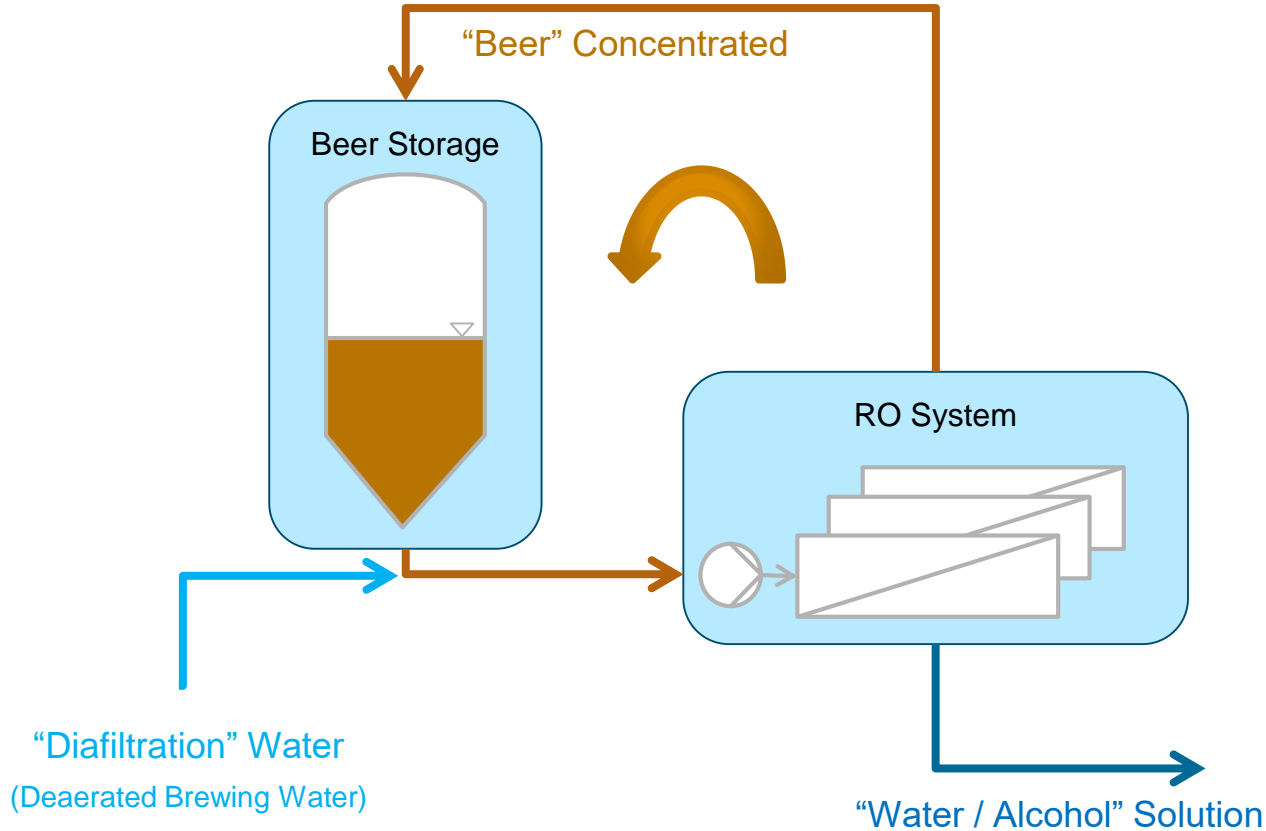 “Beer” Concentrated
Beer Storage
RO System
“Diafiltration” Water
(Deaerated Brewing Water)
“Water / Alcohol” Solution